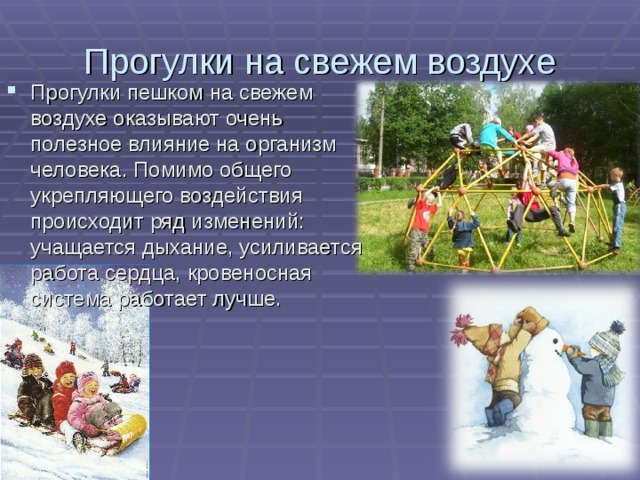 Прогулки на свежем воздухе
Прогулки пешком на свежем
воздухе оказывают очень
полезное влияние на организм
человека. Помимо общего
укрепляющего воздействия
происходит ряд изменений:
учащается дыхание, усиливается
работа сердца, кровеносная
система работает лучше.